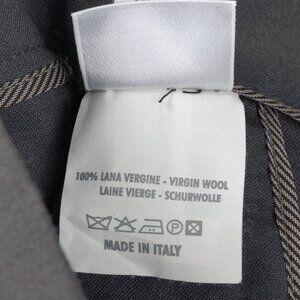 100% LANA VERGINE - VIRGIN WOOL
LAINE VIERGE - SCHURWOLLE
P
MADE IN ITALY